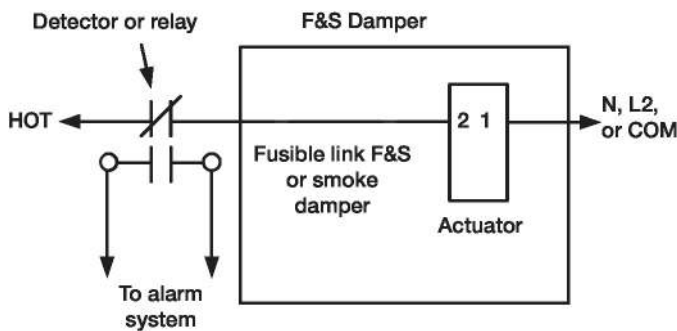 Detector or relay
F&S Damper
HOT
2 1
N, L2,
or COM
Fusible link F&S
or smoke
damper
Actuator
To alarm
system